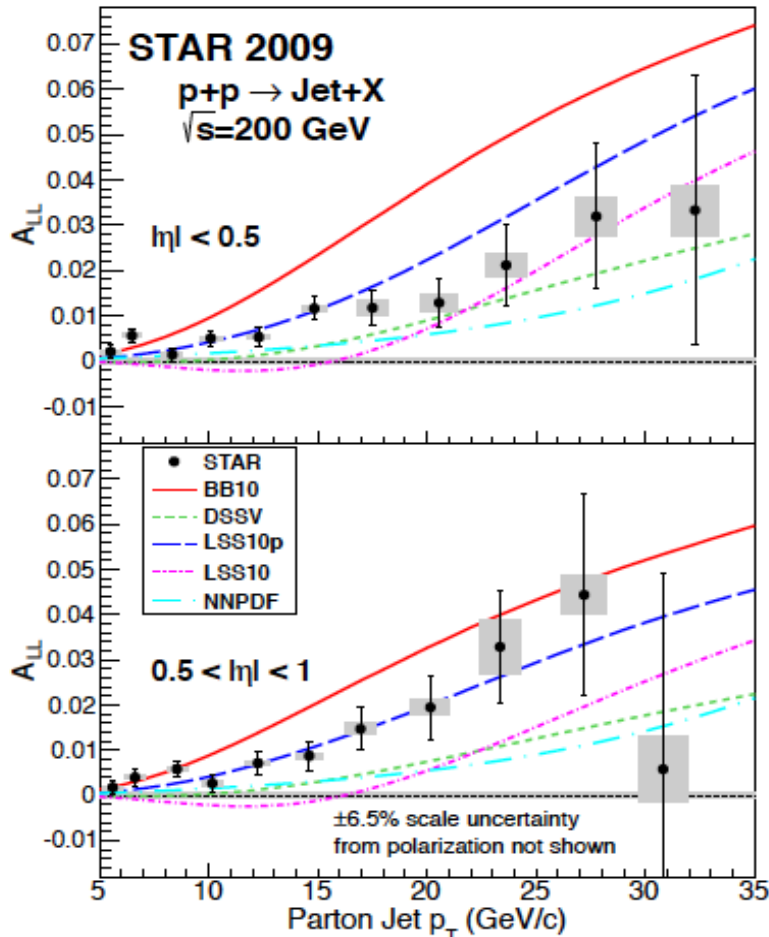 0.07
0.06
0.05
0.04
0.03
0.02
0.01
0
-0.01
A_LL
STAR 2009
p+p → Jet+X
√s=200 GeV
|η| < 0.5
0.07
0.06
0.05
0.04
0.03
0.02
0.01
0
-0.01
A_LL
STAR
BB10
DSSV
LSS10p
LSS10
NNPDF
0.5 < |η| < 1
±6.5% scale uncertainty
from polarization not shown
5 10 15 20 25 30 35
Parton Jet p_T (GeV/c)